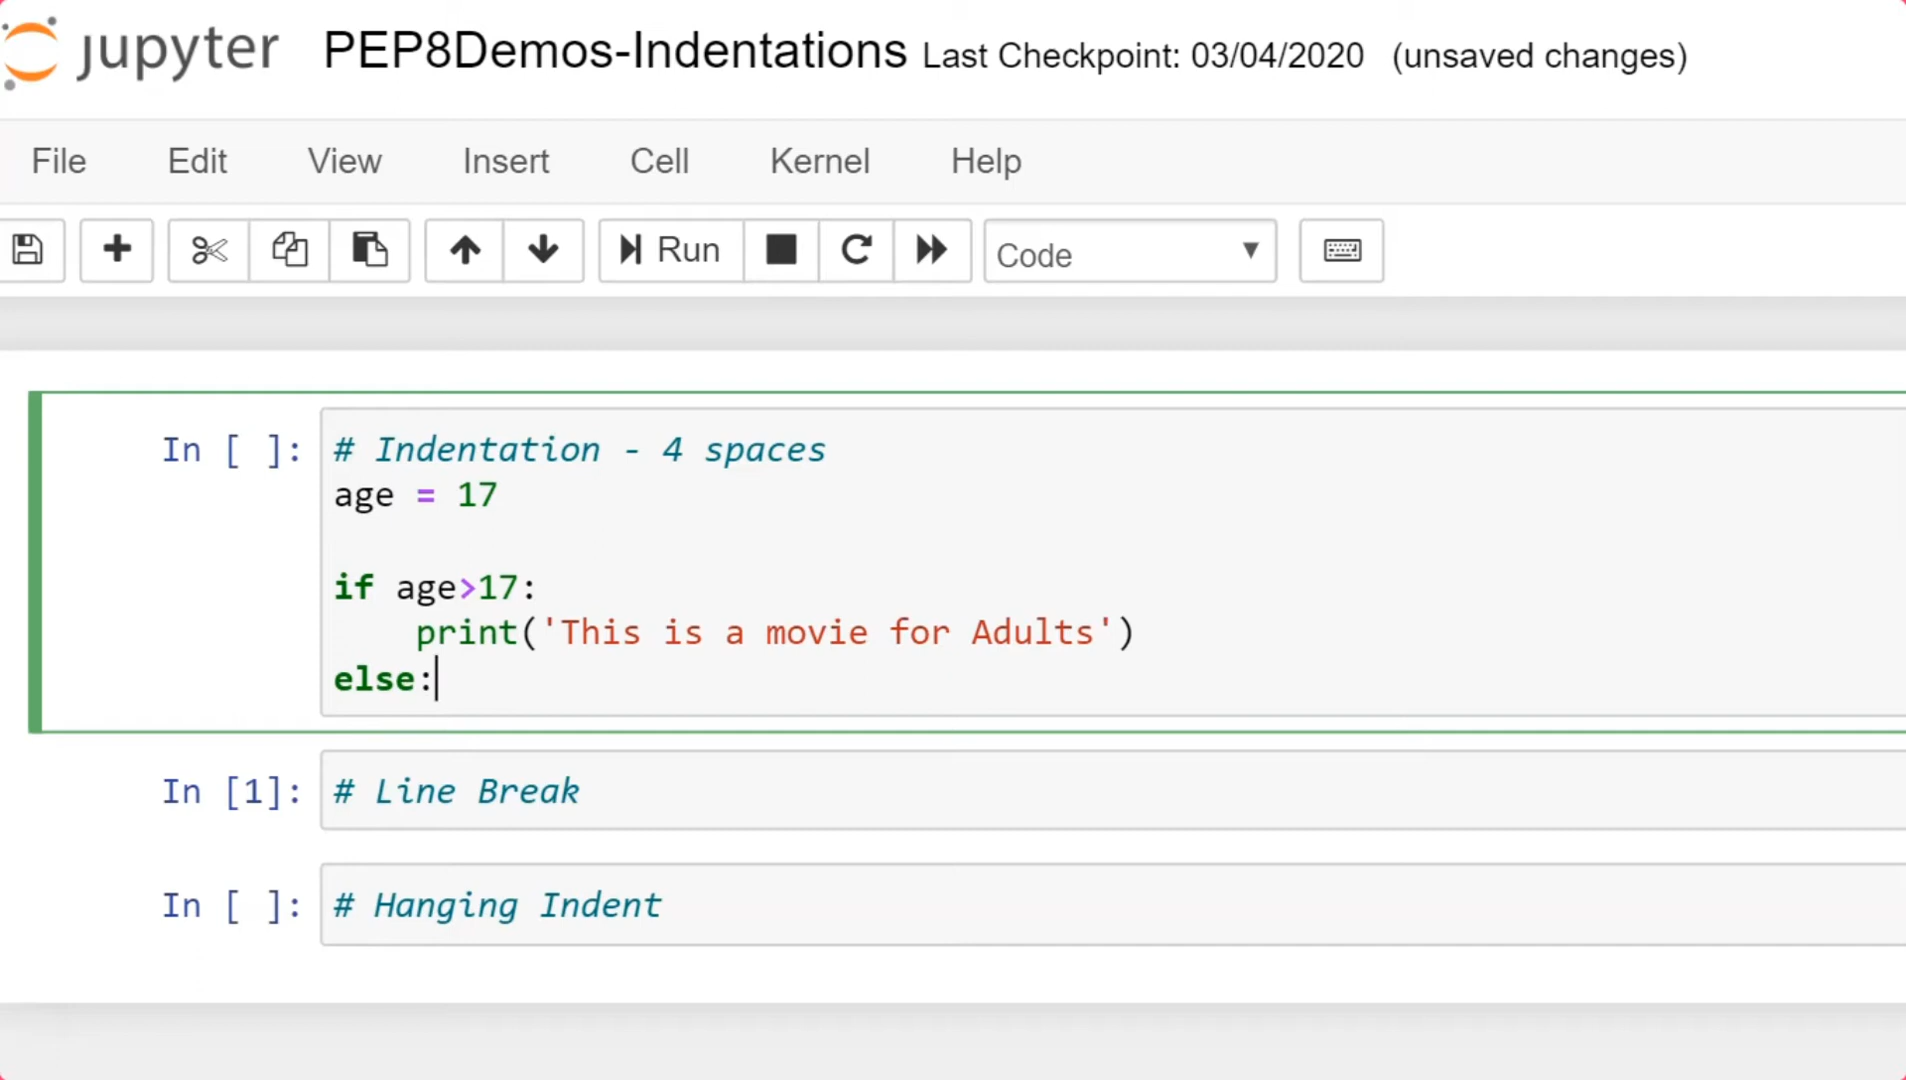 jupyter PEP8Demos-Indentations Last Checkpoint: 03/04/2020 (unsaved changes)
File Edit View Insert Cell Kernel Help
Run Code
In [ ]: # Indentation - 4 spaces
age = 17
if age>17:
    print('This is a movie for Adults')
else:
In [1]: # Line Break
In [ ]: # Hanging Indent